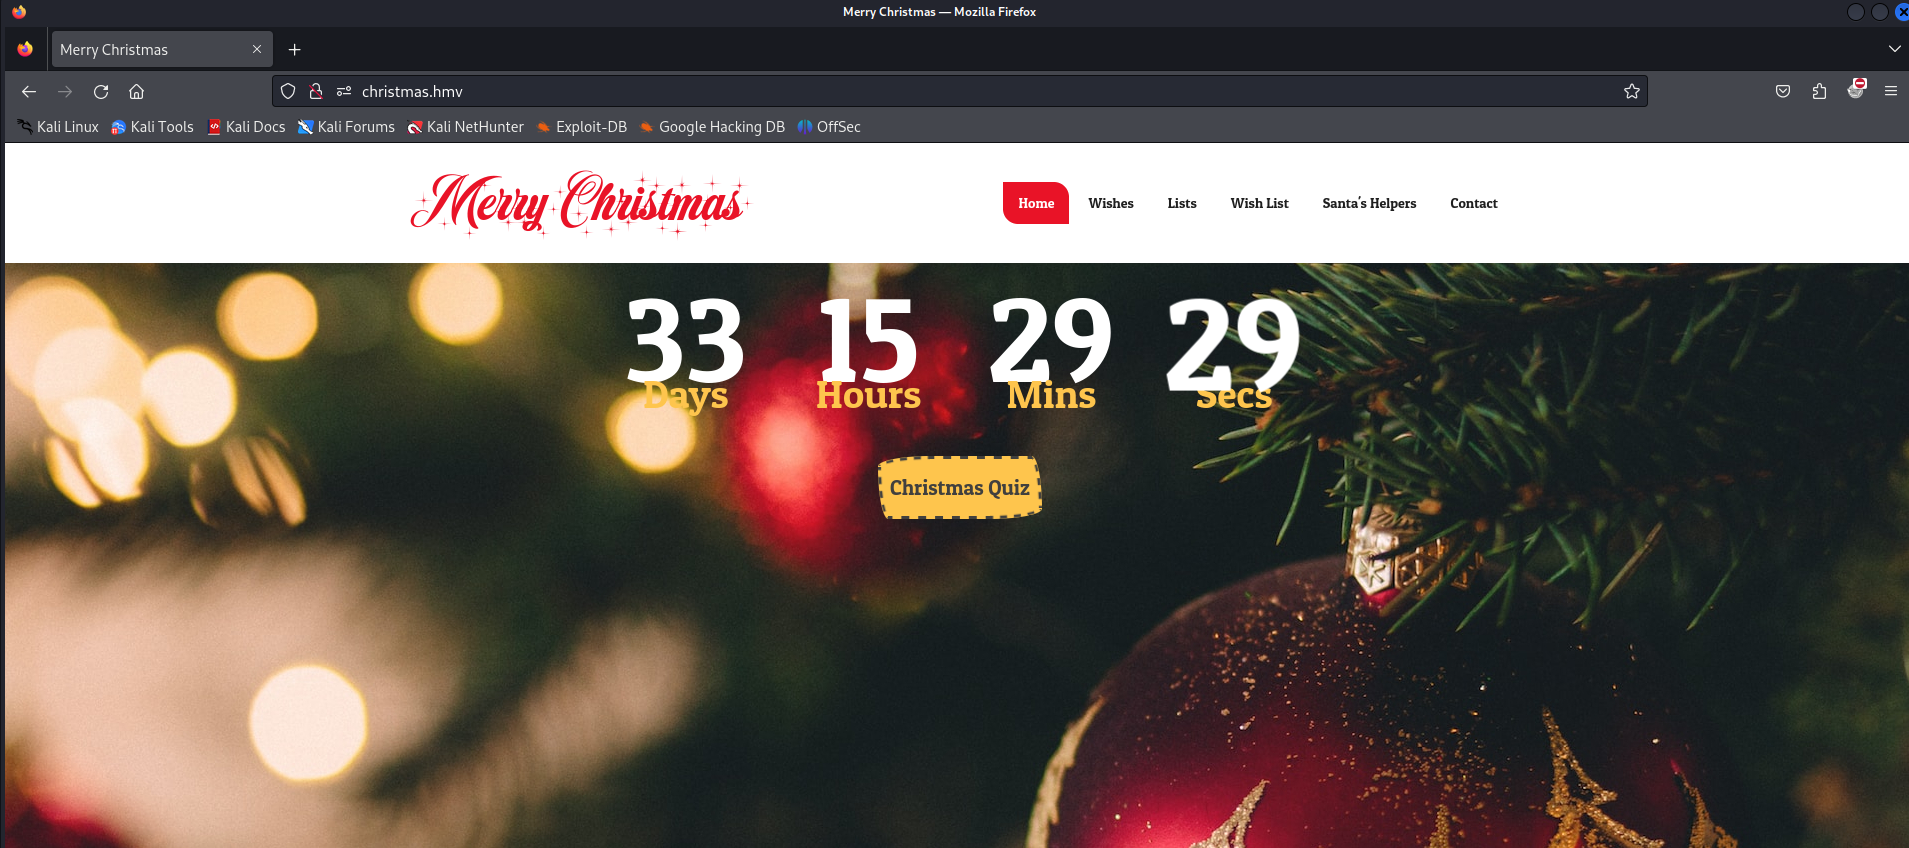 Merry Christmas — Mozilla Firefox
Merry Christmas
christmas.hmv
Kali Linux Kali Tools Kali Docs Kali Forums Kali NetHunter Exploit-DB Google Hacking DB OffSec
Merry Christmas
Home Wishes Lists Wish List Santa's Helpers Contact
33 15 29 29
Days Hours Mins Secs
Christmas Quiz